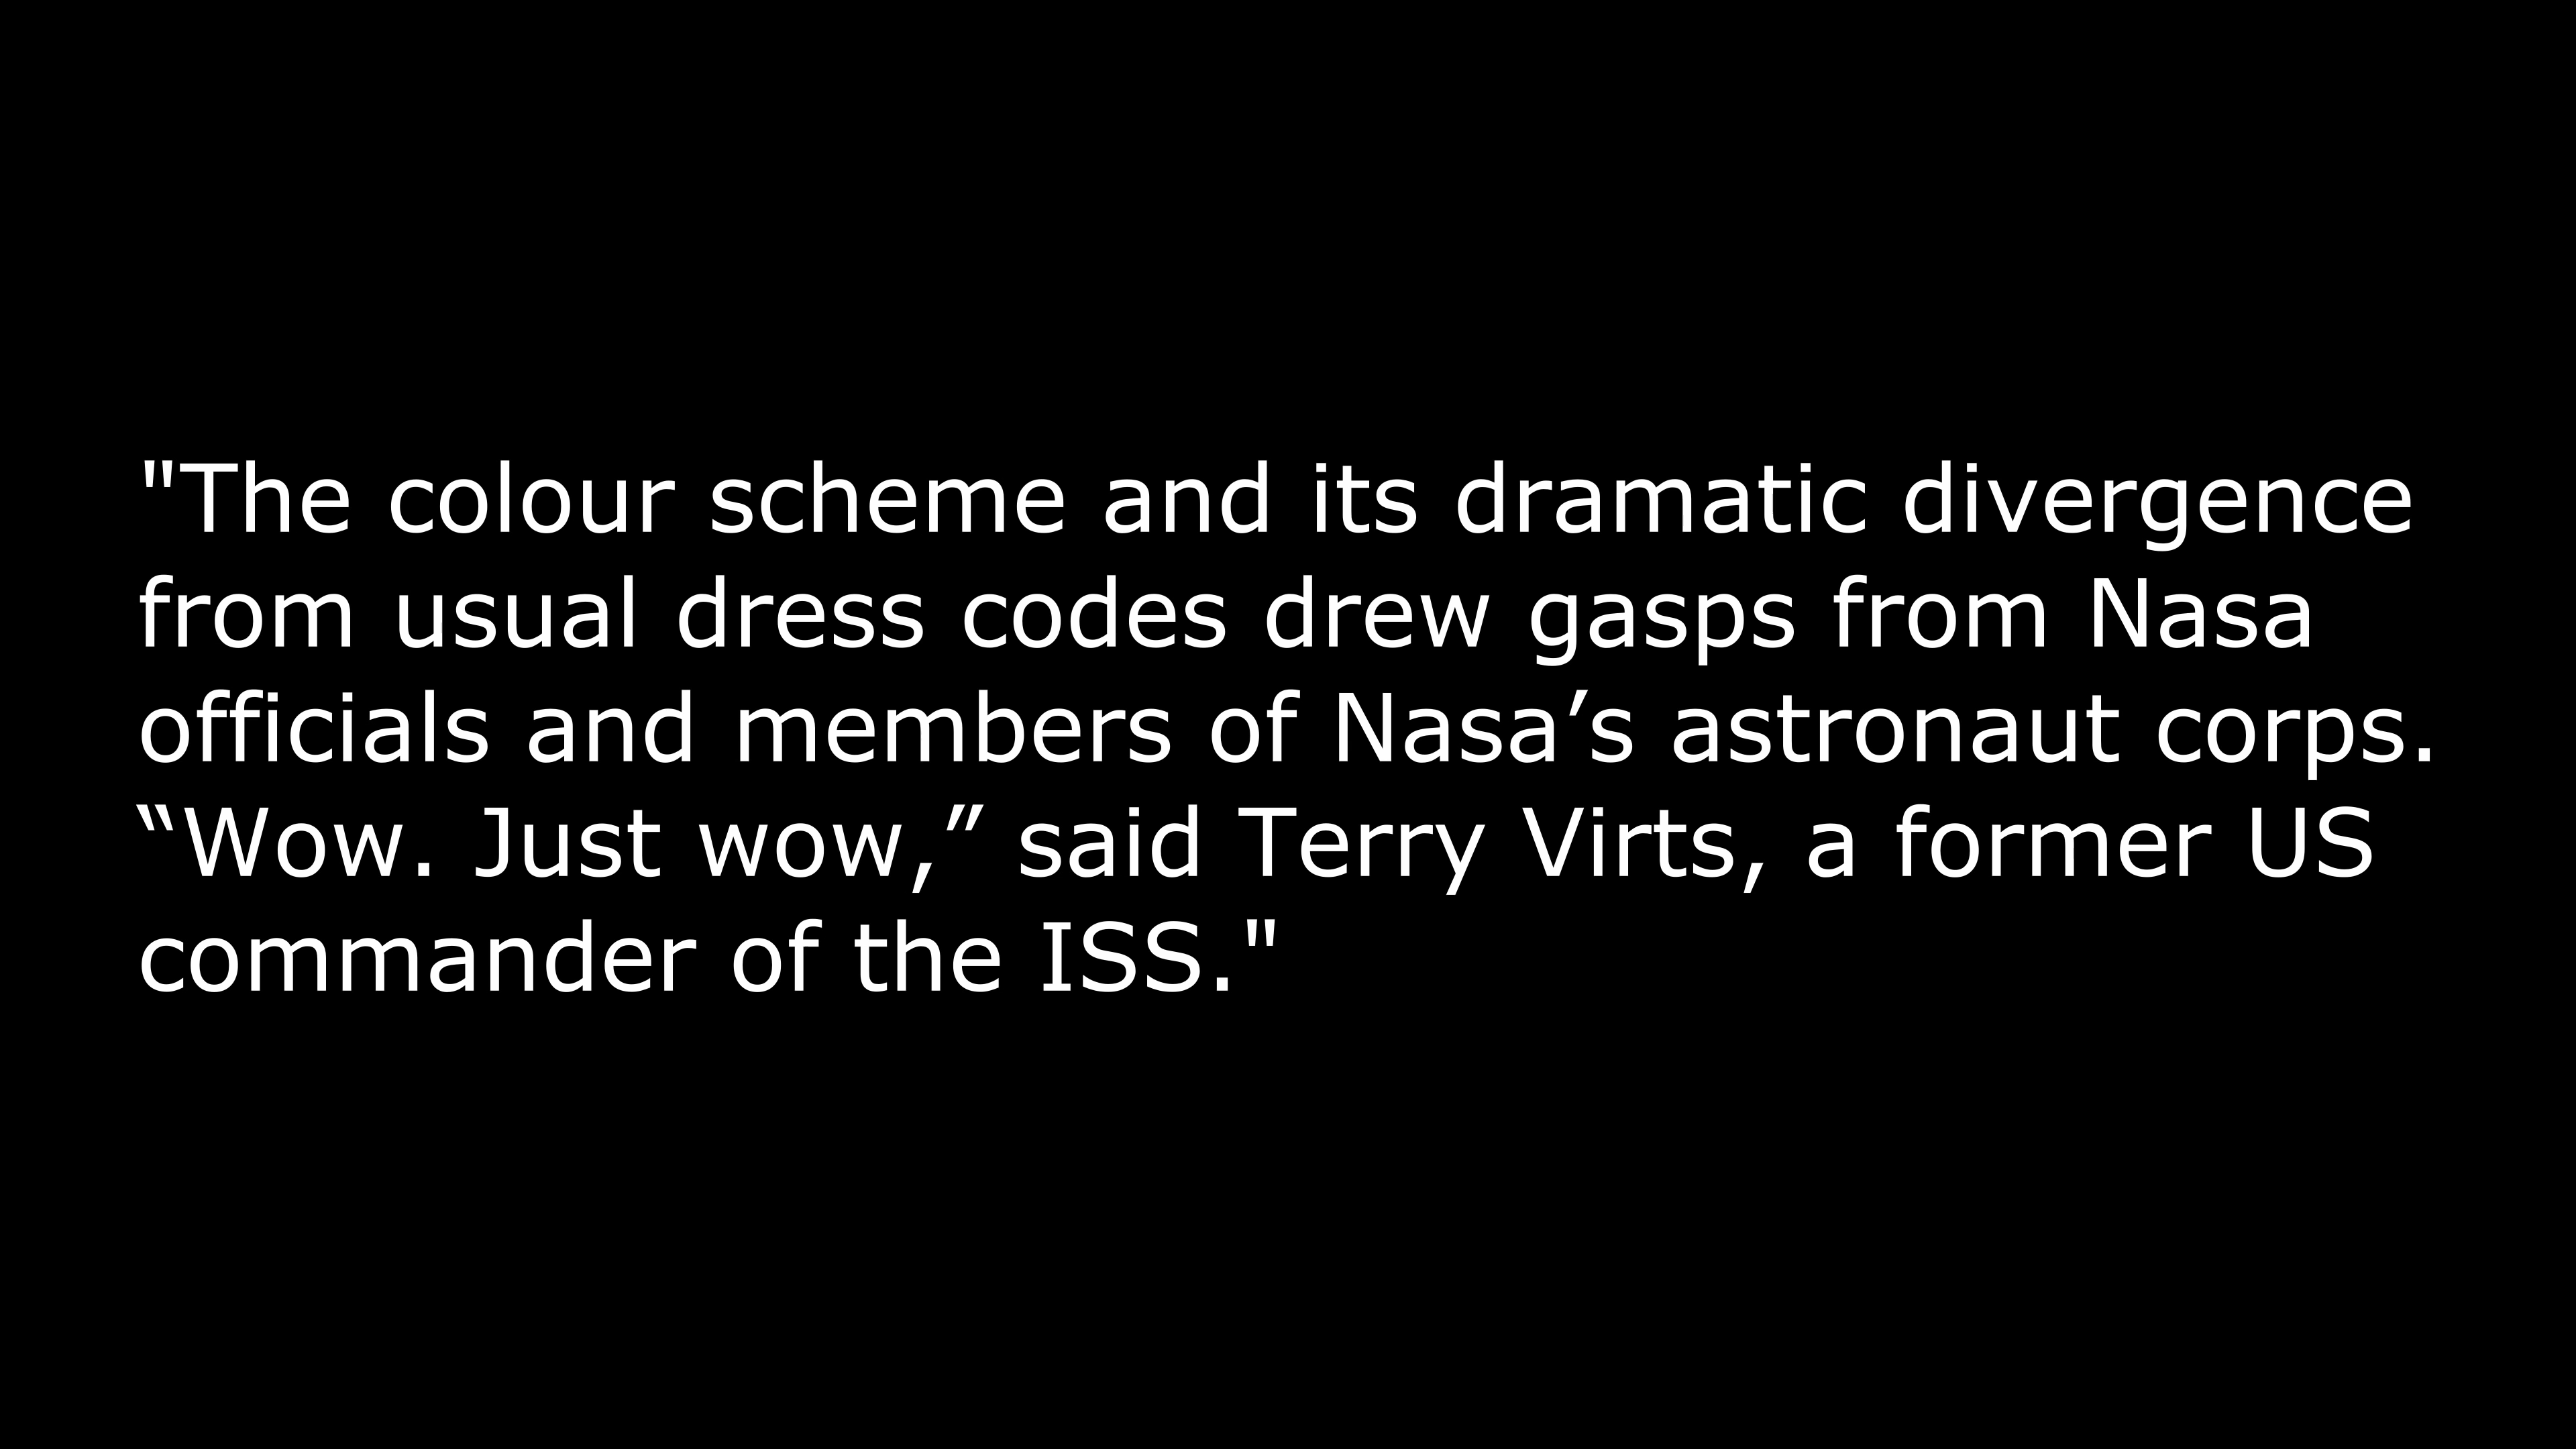 "The colour scheme and its dramatic divergence
from usual dress codes drew gasps from Nasa
officials and members of Nasa’s astronaut corps.
“Wow. Just wow,” said Terry Virts, a former US
commander of the ISS."